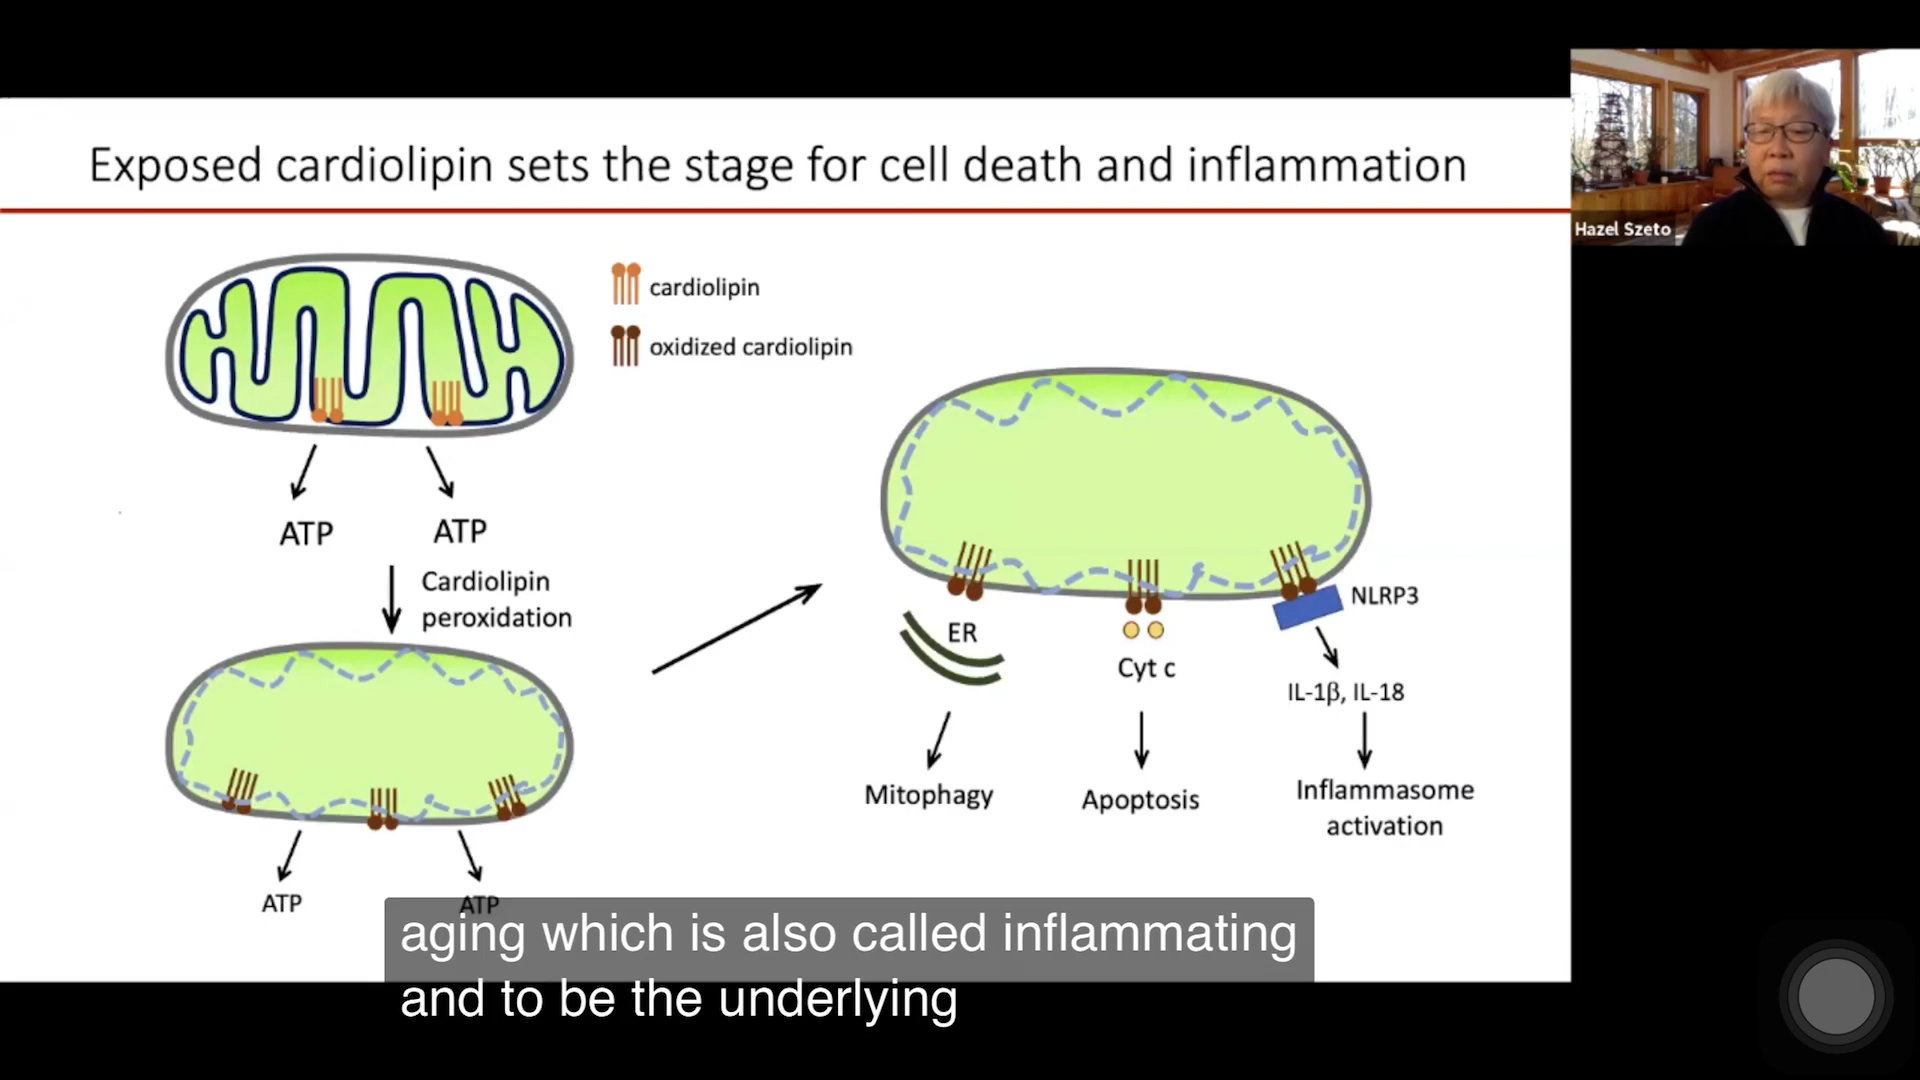 Exposed cardiolipin sets the stage for cell death and inflammation
Hazel Szeto
cardiolipin
oxidized cardiolipin
ATP
ATP
Cardiolipin
peroxidation
ATP
ATP
ER
Cyt c
NLRP3
IL-1β, IL-18
Mitophagy
Apoptosis
Inflammasome
activation
aging which is also called inflammating
and to be the underlying